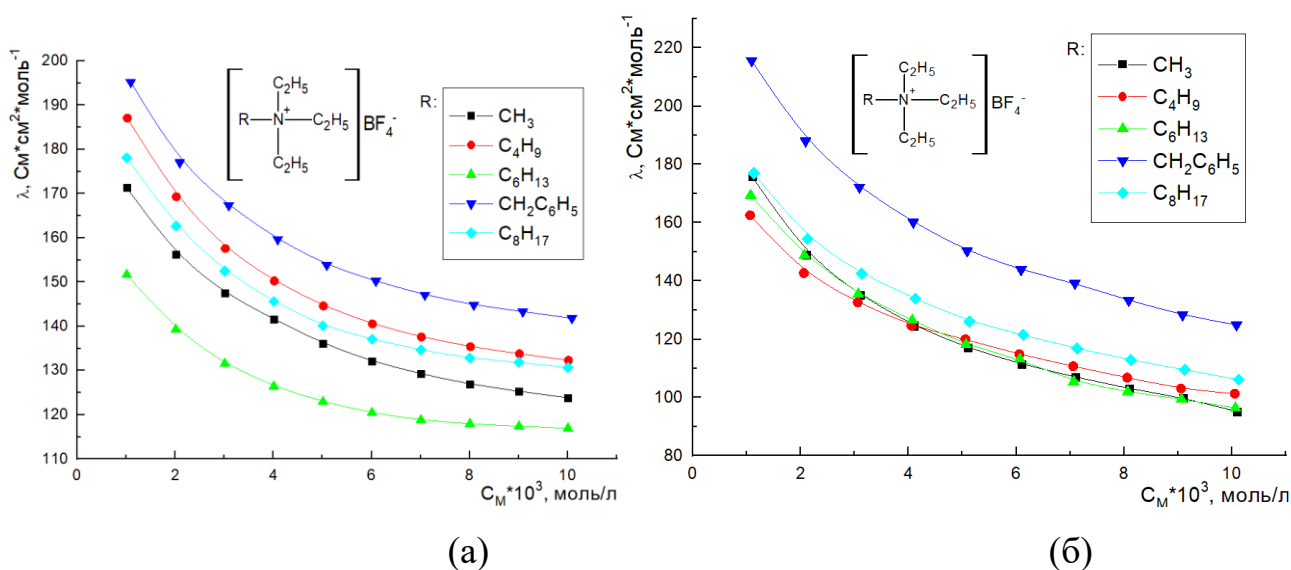 λ, См*см²*моль⁻¹
200
190
180
170
160
150
140
130
120
110
0
2
4
6
8
10
C_M*10³, моль/л
C₂H₅
R—N⁺—C₂H₅
C₂H₅
BF₄⁻
R:
CH₃
C₄H₉
C₆H₁₃
CH₂C₆H₅
C₈H₁₇
(а)
λ, См*см²*моль⁻¹
220
200
180
160
140
120
100
80
0
2
4
6
8
10
C_M*10³, моль/л
C₂H₅
R—N⁺—C₂H₅
C₂H₅
BF₄⁻
R:
CH₃
C₄H₉
C₆H₁₃
CH₂C₆H₅
C₈H₁₇
(б)